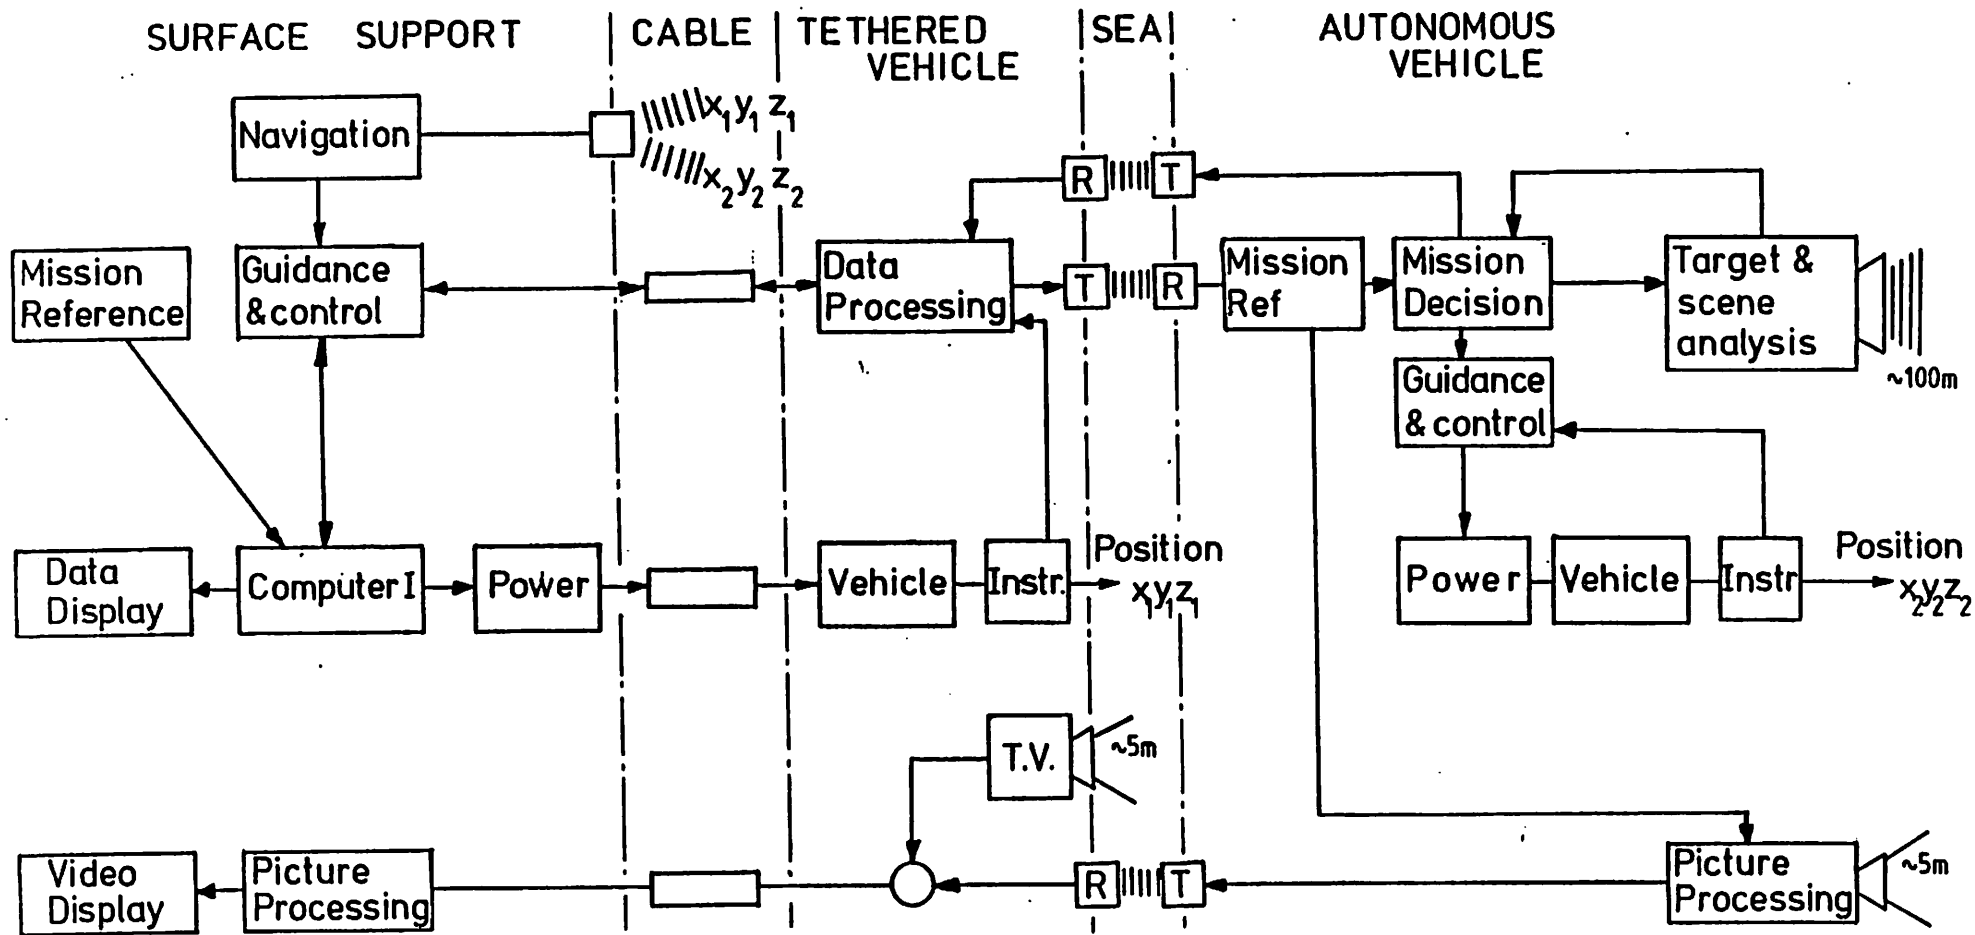 SURFACE SUPPORT
CABLE
TETHERED
VEHICLE
SEA
AUTONOMOUS
VEHICLE
Navigation
x₁y₁ z₁
x₂y₂ z₂
R
T
Mission
Reference
Guidance
& control
Data
Processing
T
R
Mission
Ref
Mission
Decision
Target &
scene
analysis
~100m
Guidance
& control
Data
Display
Computer I
Power
Vehicle
Instr.
Position
x₁y₁z₁
Power
Vehicle
Instr
Position
x₂y₂z₂
T.V.
~5m
Video
Display
Picture
Processing
R
T
Picture
Processing
~5m